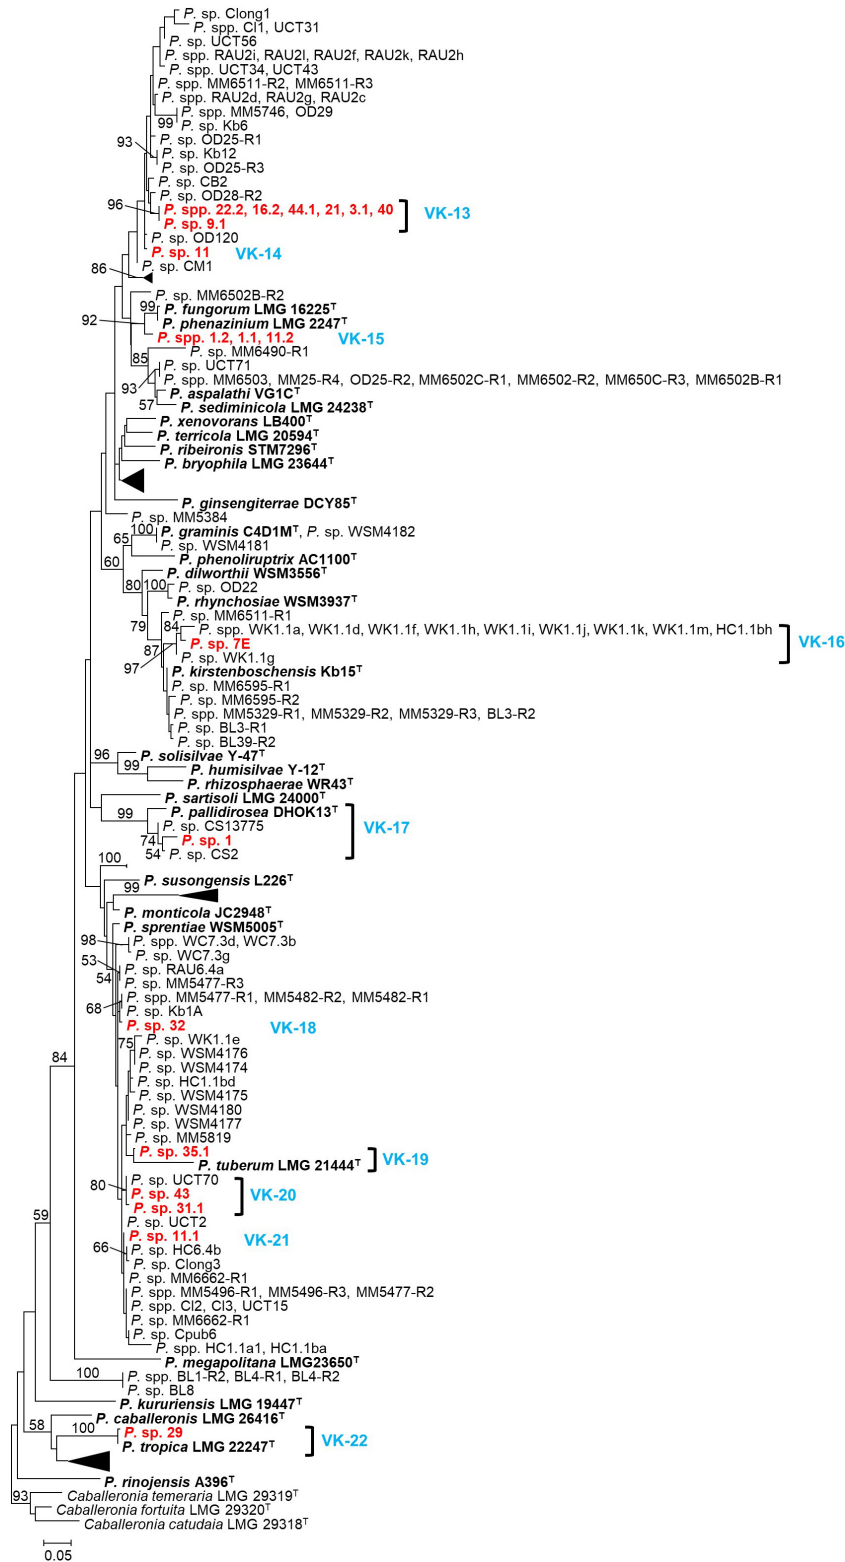 P. sp. Clong1
P. spp. Cl1, UCT31
P. sp. UCT56
P. spp. RAU2i, RAU2l, RAU2f, RAU2k, RAU2h
P. spp. UCT34, UCT43
P. spp. MM6511-R2, MM6511-R3
P. spp. RAU2d, RAU2g, RAU2c
P. spp. MM5746, OD29
99
P. sp. Kb6
P. sp. OD25-R1
93
P. sp. Kb12
P. sp. OD25-R3
P. sp. CB2
P. sp. OD28-R2
96
P. spp. 22.2, 16.2, 44.1, 21, 3.1, 40
VK-13
P. sp. 9.1
P. sp. OD120
P. sp. 11 VK-14
P. sp. CM1
86
P. sp. MM6502B-R2
99
P. fungorum LMG 16225ᵀ
92
P. phenazinium LMG 2247ᵀ
P. spp. 1.2, 1.1, 11.2 VK-15
P. sp. MM6490-R1
85
P. sp. UCT71
P. spp. MM6503, MM25-R4, OD25-R2, MM6502C-R1, MM6502-R2, MM650C-R3, MM6502B-R1
93
P. aspalathi VG1Cᵀ
57
P. sediminicola LMG 24238ᵀ
P. xenovorans LB400ᵀ
P. terricola LMG 20594ᵀ
P. ribeironis STM7296ᵀ
P. bryophila LMG 23644ᵀ
P. ginsengiterrae DCY85ᵀ
P. sp. MM5384
100
P. graminis C4D1Mᵀ, P. sp. WSM4182
65
P. sp. WSM4181
P. phenoliruptrix AC1100ᵀ
60
P. dilworthii WSM3556ᵀ
80
100
P. sp. OD22
P. rhynchosiae WSM3937ᵀ
P. sp. MM6511-R1
79
84
P. spp. WK1.1a, WK1.1d, WK1.1f, WK1.1h, WK1.1i, WK1.1j, WK1.1k, WK1.1m, HC1.1bh
P. sp. 7E
VK-16
87
P. sp. WK1.1g
97
P. kirstenboschensis Kb15ᵀ
P. sp. MM6595-R1
P. sp. MM6595-R2
P. spp. MM5329-R1, MM5329-R2, MM5329-R3, BL3-R2
P. sp. BL3-R1
P. sp. BL39-R2
96
P. solisilvae Y-47ᵀ
99
P. humisilvae Y-12ᵀ
P. rhizosphaerae WR43ᵀ
P. sartisoli LMG 24000ᵀ
99
P. pallidirosea DHOK13ᵀ
P. sp. CS13775
VK-17
74
P. sp. 1
54
P. sp. CS2
100
P. susongensis L226ᵀ
99
P. monticola JC2948ᵀ
P. sprentiae WSM5005ᵀ
98
P. spp. WC7.3d, WC7.3b
P. sp. WC7.3g
53
P. sp. RAU6.4a
54
P. sp. MM5477-R3
P. spp. MM5477-R1, MM5482-R2, MM5482-R1
68
P. sp. Kb1A
P. sp. 32 VK-18
75
P. sp. WK1.1e
P. sp. WSM4176
84
P. sp. WSM4174
P. sp. HC1.1bd
P. sp. WSM4175
P. sp. WSM4180
P. sp. WSM4177
P. sp. MM5819
P. sp. 35.1
VK-19
P. tuberum LMG 21444ᵀ
P. sp. UCT70
80
P. sp. 43
VK-20
P. sp. 31.1
59
P. sp. UCT2
P. sp. 11.1 VK-21
66
P. sp. HC6.4b
P. sp. Clong3
P. sp. MM6662-R1
P. spp. MM5496-R1, MM5496-R3, MM5477-R2
P. spp. Cl2, Cl3, UCT15
P. sp. MM6662-R1
P. sp. Cpub6
P. spp. HC1.1a1, HC1.1ba
P. megapolitana LMG23650ᵀ
100
P. spp. BL1-R2, BL4-R1, BL4-R2
P. sp. BL8
P. kururiensis LMG 19447ᵀ
P. caballeronis LMG 26416ᵀ
58
100
P. sp. 29
VK-22
P. tropica LMG 22247ᵀ
P. rinojensis A396ᵀ
93
Caballeronia temeraria LMG 29319ᵀ
Caballeronia fortuita LMG 29320ᵀ
Caballeronia catudaia LMG 29318ᵀ
0.05